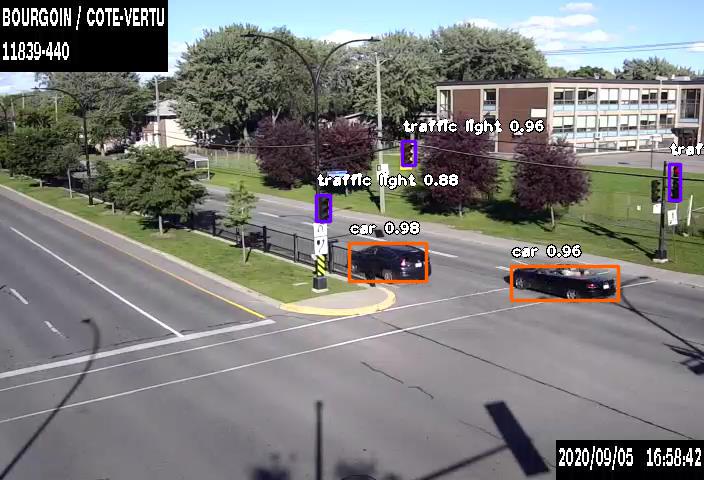 BOURGOIN / COTE-VERTU
11839-440
traffic light 0.96
traf
traffic light 0.88
car 0.98
car 0.96
2020/09/05 16:58:42